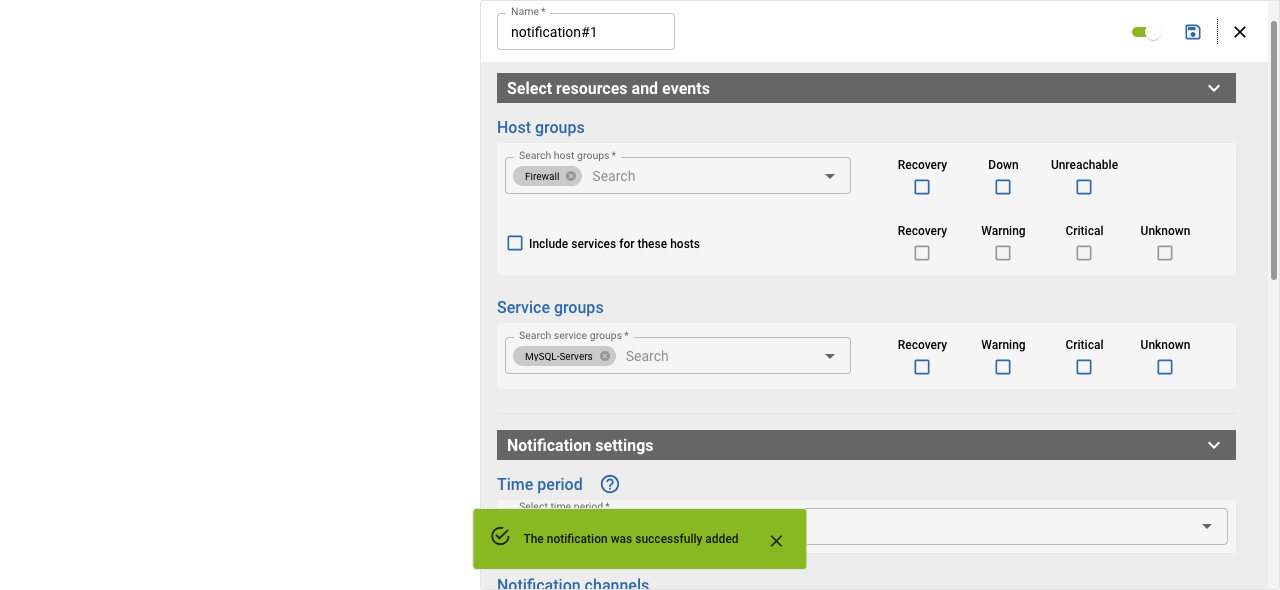 Name *
notification#1
Select resources and events
Host groups
Search host groups *
Firewall
Search
Recovery
Down
Unreachable
Include services for these hosts
Recovery
Warning
Critical
Unknown
Service groups
Search service groups *
MySQL-Servers
Search
Recovery
Warning
Critical
Unknown
Notification settings
Time period
Select time period *
The notification was successfully added
Notification channels